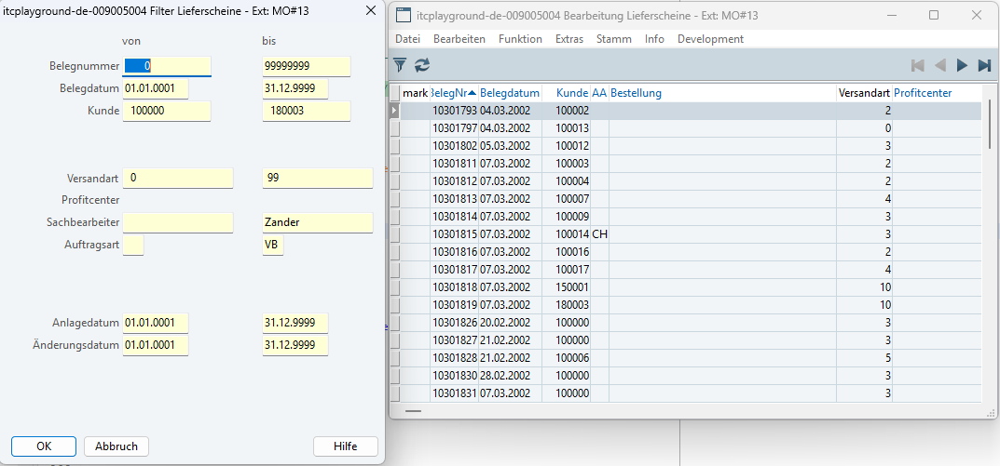 itcplayground-de-009005004 Filter Lieferscheine - Ext: MO#13
von bis
Belegnummer 0 99999999
Belegdatum 01.01.0001 31.12.9999
Kunde 100000 180003
Versandart 0 99
Profitcenter
Sachbearbeiter Zander
Auftragsart VB
Anlagedatum 01.01.0001 31.12.9999
Änderungsdatum 01.01.0001 31.12.9999
OK Abbruch Hilfe
itcplayground-de-009005004 Bearbeitung Lieferscheine - Ext: MO#13
Datei Bearbeiten Funktion Extras Stamm Info Development
mark BelegNr Belegdatum Kunde AA Bestellung Versandart Profitcenter
10301793 04.03.2002 100002 2
10301797 04.03.2002 100013 0
10301802 05.03.2002 100012 3
10301811 07.03.2002 100003 2
10301812 07.03.2002 100004 2
10301813 07.03.2002 100007 4
10301814 07.03.2002 100009 3
10301815 07.03.2002 100014 CH 3
10301816 07.03.2002 100016 2
10301817 07.03.2002 100017 4
10301818 07.03.2002 150001 10
10301819 07.03.2002 180003 10
10301826 20.02.2002 100000 3
10301827 21.02.2002 100000 3
10301828 21.02.2002 100006 5
10301830 28.02.2002 100000 3
10301831 07.03.2002 100000 3